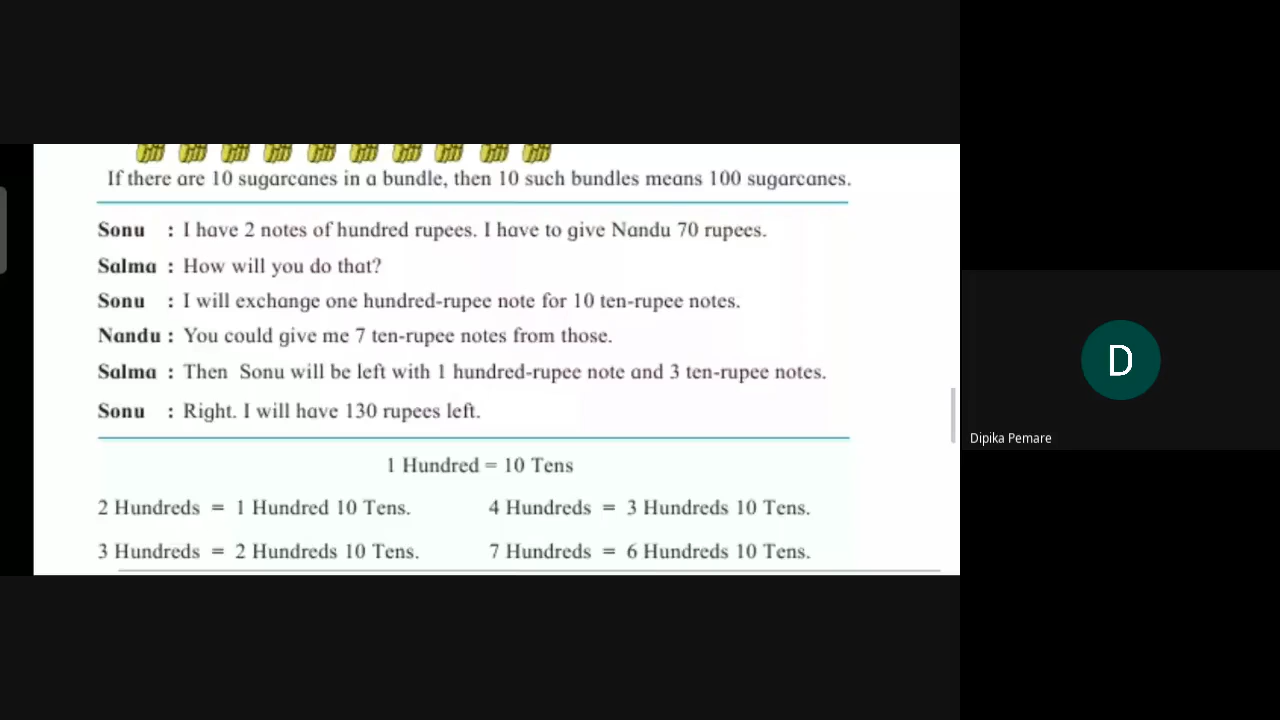 If there are 10 sugarcanes in a bundle, then 10 such bundles means 100 sugarcanes.
Sonu : I have 2 notes of hundred rupees. I have to give Nandu 70 rupees.
Salma : How will you do that?
Sonu : I will exchange one hundred-rupee note for 10 ten-rupee notes.
Nandu : You could give me 7 ten-rupee notes from those.
Salma : Then Sonu will be left with 1 hundred-rupee note and 3 ten-rupee notes.
Sonu : Right. I will have 130 rupees left.
1 Hundred = 10 Tens
2 Hundreds = 1 Hundred 10 Tens. 4 Hundreds = 3 Hundreds 10 Tens.
3 Hundreds = 2 Hundreds 10 Tens. 7 Hundreds = 6 Hundreds 10 Tens.
D
Dipika Pemare